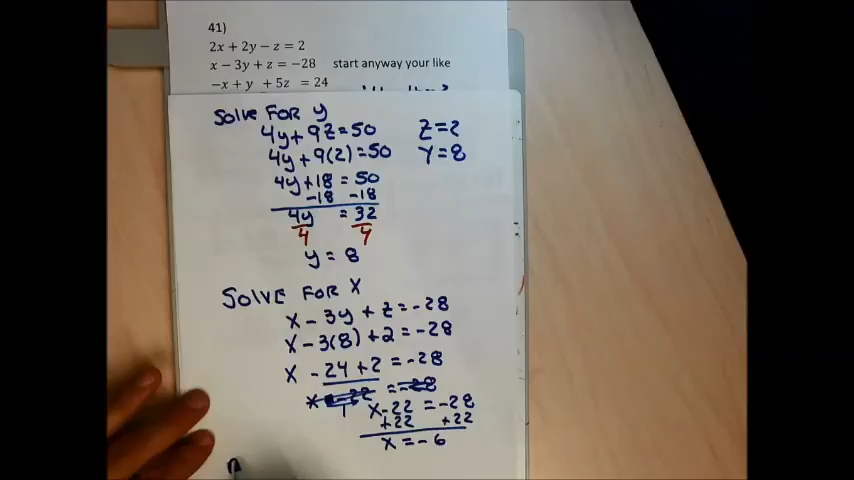 41)
2x + 2y − z = 2
x − 3y + z = −28 start anyway your like
−x + y + 5z = 24
SOLVE FOR y
4y + 9z = 50 Z = 2
4y + 9(2) = 50 Y = 8
4y + 18 = 50
-18 -18
4y = 32
4 4
y = 8
SOLVE FOR X
X - 3y + z = -28
X - 3(8) + 2 = -28
X - 24 + 2 = -28
X - 22 = -28
+22 +22
X = -6